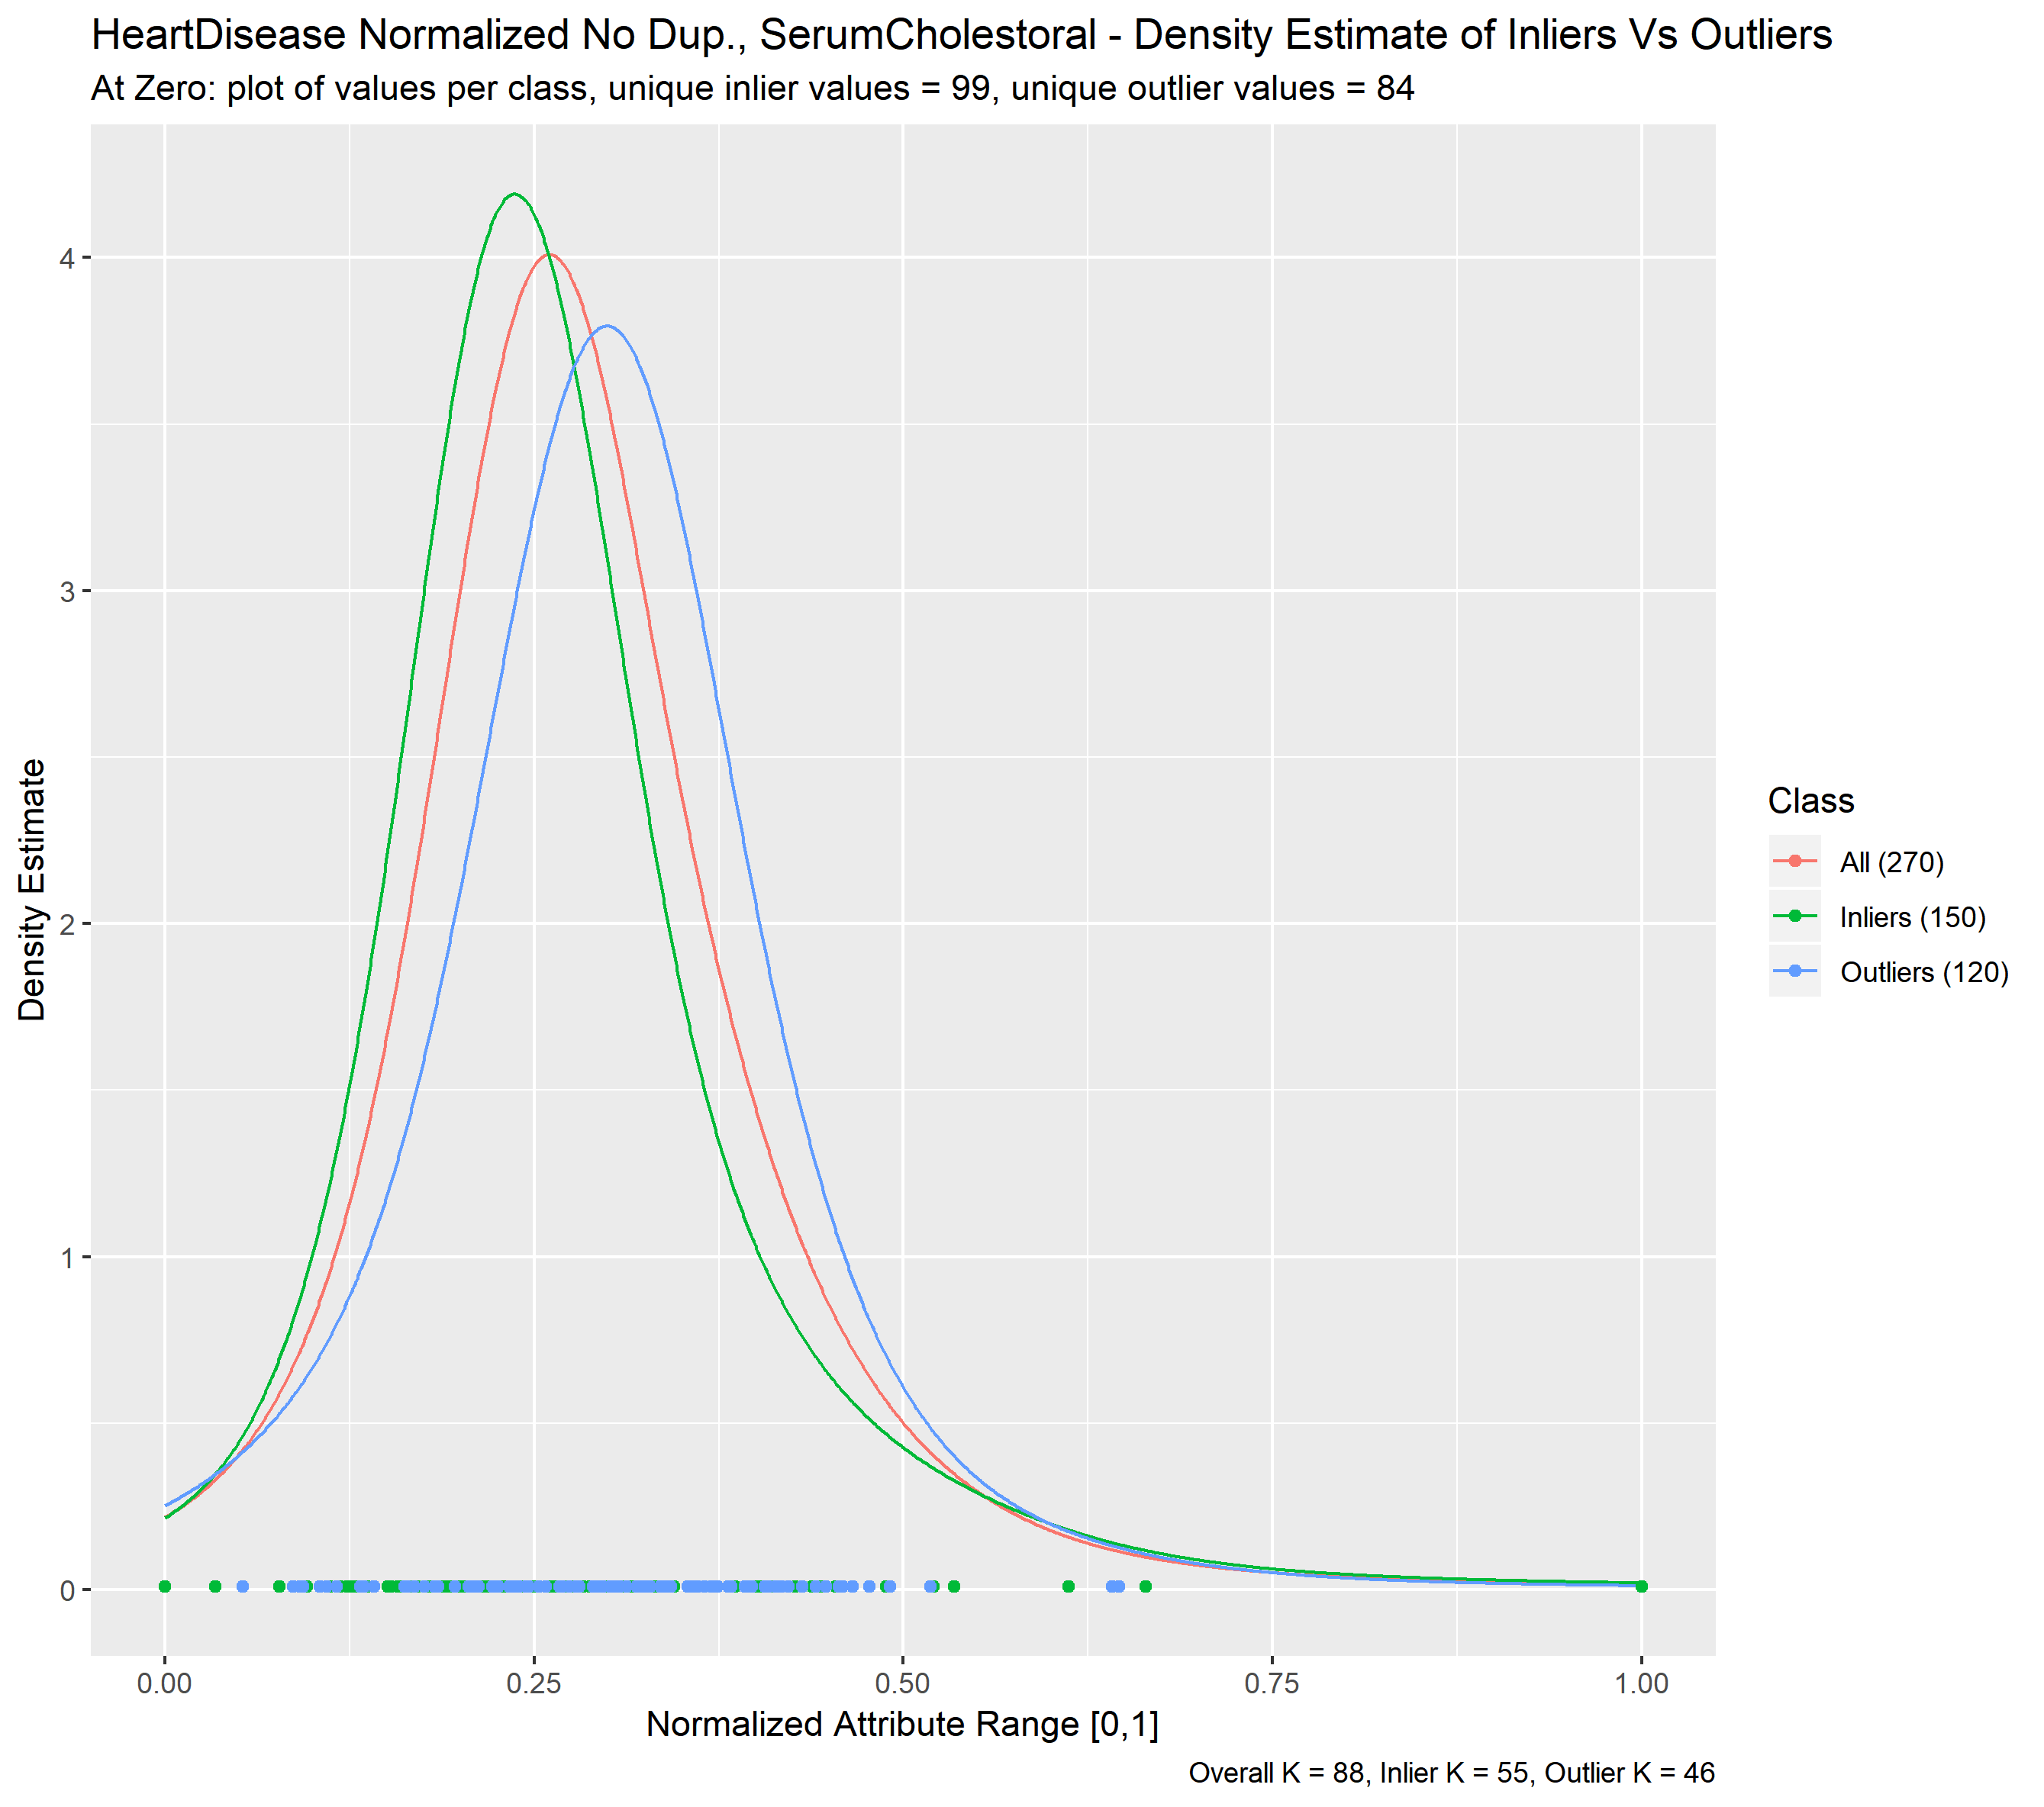 HeartDisease Normalized No Dup., SerumCholestoral - Density Estimate of Inliers Vs Outliers
At Zero: plot of values per class, unique inlier values = 99, unique outlier values = 84
4
3
2
1
0
Density Estimate
0.00 0.25 0.50 0.75 1.00
Normalized Attribute Range [0,1]
Class
All (270)
Inliers (150)
Outliers (120)
Overall K = 88, Inlier K = 55, Outlier K = 46